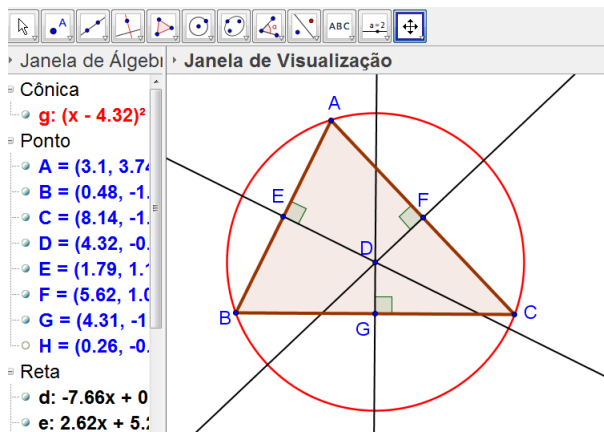 A ABC a=2
Janela de Álgebr Janela de Visualização
Cônica
g: (x - 4.32)²
Ponto
A = (3.1, 3.74
B = (0.48, -1.
C = (8.14, -1.
D = (4.32, -0.
E = (1.79, 1.1
F = (5.62, 1.0
G = (4.31, -1
H = (0.26, -0.
Reta
d: -7.66x + 0
e: 2.62x + 5.2
A
E
F
D
B
G
C